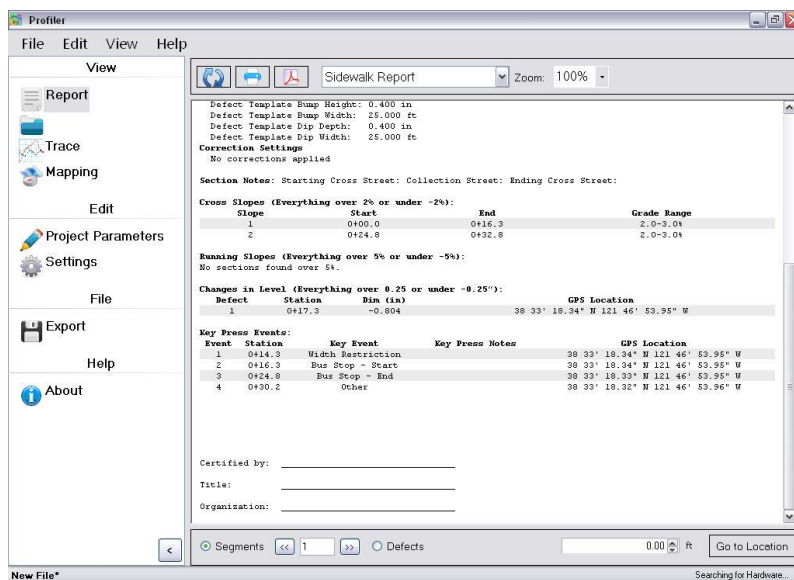 Profiler
File Edit View Help
View
Report
Trace
Mapping
Edit
Project Parameters
Settings
File
Export
Help
About
Sidewalk Report Zoom: 100%
Defect Template Bump Height: 0.400 in
Defect Template Bump Width: 25.000 ft
Defect Template Dip Depth: 0.400 in
Defect Template Dip Width: 25.000 ft
Correction Settings
No corrections applied
Section Notes: Starting Cross Street: Collection Street: Ending Cross Street:
Cross Slopes (Everything over 2% or under -2%):
Slope Start End Grade Range
1 0+00.0 0+16.3 2.0-3.0%
2 0+24.8 0+32.8 2.0-3.0%
Running Slopes (Everything over 5% or under -5%):
No sections found over 5%.
Changes in Level (Everything over 0.25 or under -0.25"):
Defect Station Dim (in) GPS Location
1 0+17.3 -0.804 38 33' 18.34" N 121 46' 53.95" W
Key Press Events:
Event Station Key Event Key Press Notes GPS Location
1 0+14.3 Width Restriction 38 33' 18.34" N 121 46' 53.95" W
2 0+16.3 Bus Stop - Start 38 33' 18.34" N 121 46' 53.95" W
3 0+24.8 Bus Stop - End 38 33' 18.33" N 121 46' 53.95" W
4 0+30.2 Other 38 33' 18.32" N 121 46' 53.96" W
Certified by:
Title:
Organization:
< Segments << 1 >> Defects 0.00 ft Go to Location
New File* Searching for Hardware...